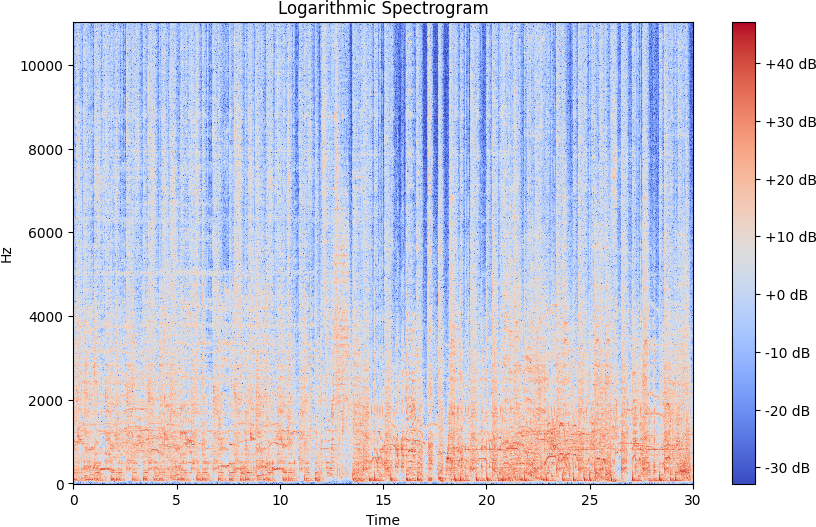 Logarithmic Spectrogram
Hz
10000
8000
6000
4000
2000
0
0 5 10 15 20 25 30
Time
+40 dB
+30 dB
+20 dB
+10 dB
+0 dB
-10 dB
-20 dB
-30 dB